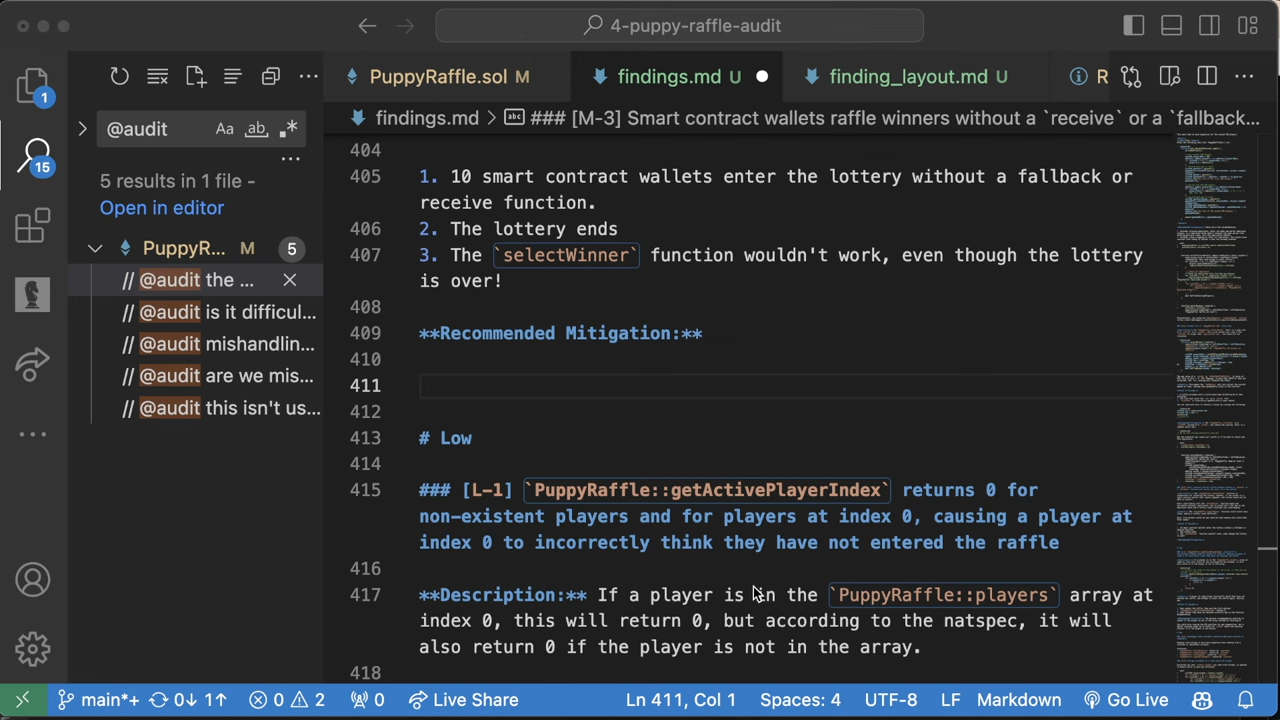 4-puppy-raffle-audit
1
15
@audit
Aa
ab
5 results in 1 file -
Open in editor
PuppyR... M 5
// @audit the ...
// @audit is it difficul...
// @audit mishandlin...
// @audit are we mis...
// @audit this isn't us...
PuppyRaffle.sol M
findings.md U
finding_layout.md U
R
findings.md > ### [M-3] Smart contract wallets raffle winners without a `receive` or a `fallback...
404
405 1. 10 smart contract wallets enter the lottery without a fallback or
receive function.
406 2. The lottery ends
407 3. The `selectWinner` function wouldn't work, even though the lottery
is over!
408
409 **Recommended Mitigation:**
410
411
412
413 # Low
414
415 ### [L-1] `PuppyRaffle::getActivePlayerIndex` returns 0 for
non-existent players and for players at index 0, causing a player at
index 0 to incorrectly think they have not entered the raffle
416
417 **Description:** If a player is in the `PuppyRaffle::players` array at
index 0, this will return 0, but according to the natspec, it will
also return 0 if the player is not in the array.
418
main*+ 0↓ 1↑ 0 2 0 Live Share Ln 411, Col 1 Spaces: 4 UTF-8 LF Markdown Go Live